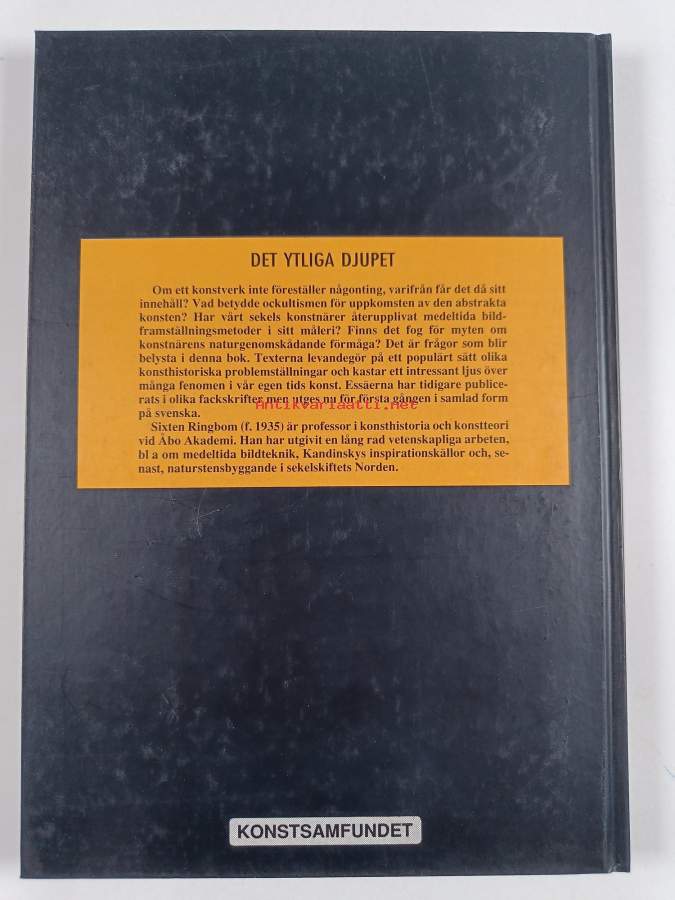 DET YTLIGA DJUPET
Om ett konstverk inte föreställer någonting, varifrån får det då sitt
innehåll? Vad betydde ockultismen för uppkomsten av den abstrakta
konsten? Har vårt sekels konstnärer återupplivat medeltida bild-
framställningsmetoder i sitt måleri? Finns det fog för myten om
konstnärens naturgenomskådande förmåga? Det är frågor som blir
belysta i denna bok. Texterna levandegör på ett populärt sätt olika
konsthistoriska problemställningar och kastar ett intressant ljus över
många fenomen i vår egen tids konst. Essäerna har tidigare publice-
rats i olika fackskrifter men utges nu för första gången i samlad form
Antikvariaatti.net
på svenska.
Sixten Ringbom (f. 1935) är professor i konsthistoria och konstteori
vid Åbo Akademi. Han har utgivit en lång rad vetenskapliga arbeten,
bl a om medeltida bildteknik, Kandinskys inspirationskällor och, se-
nast, naturstensbyggande i sekelskiftets Norden.
KONSTSAMFUNDET